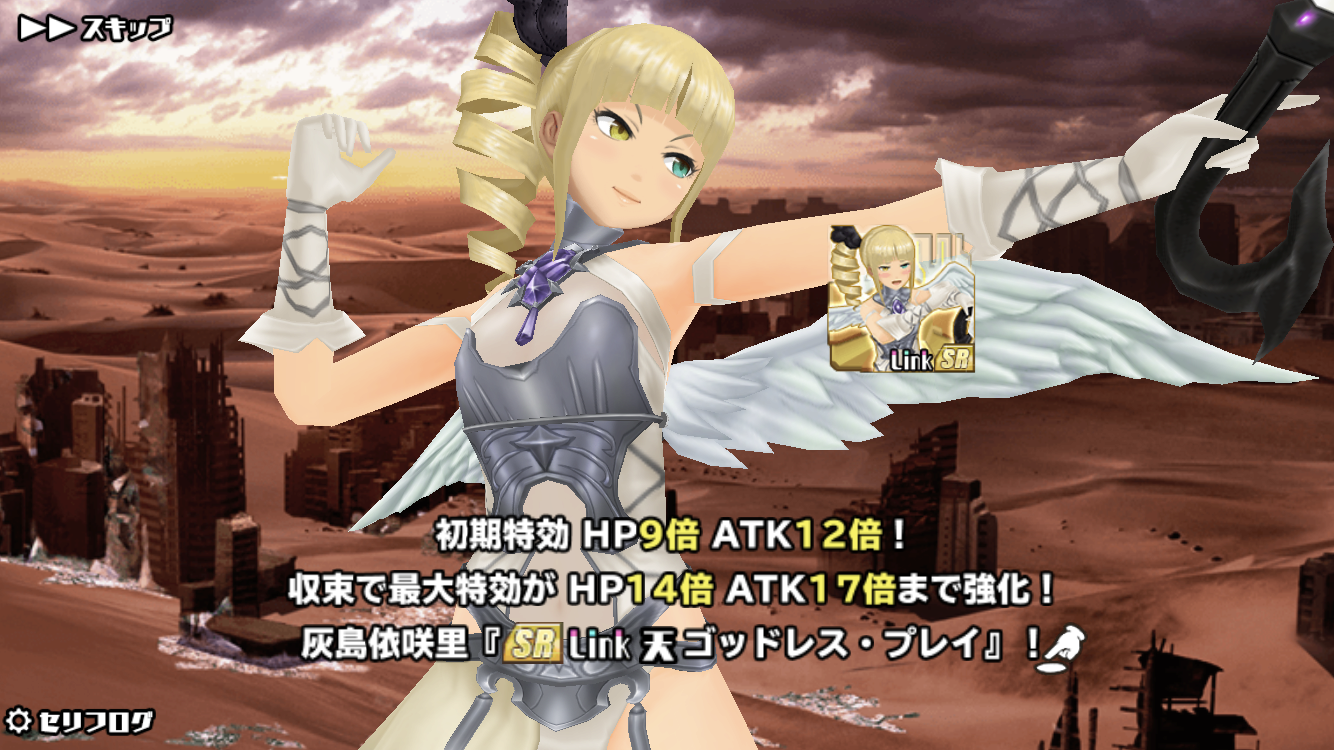 スキップ
Link SR
初期特効 HP9倍 ATK12倍！
収束で最大特効が HP14倍 ATK17倍まで強化！
灰島依咲里『SR Link 天 ゴッドレス・プレイ』！
セリフログ